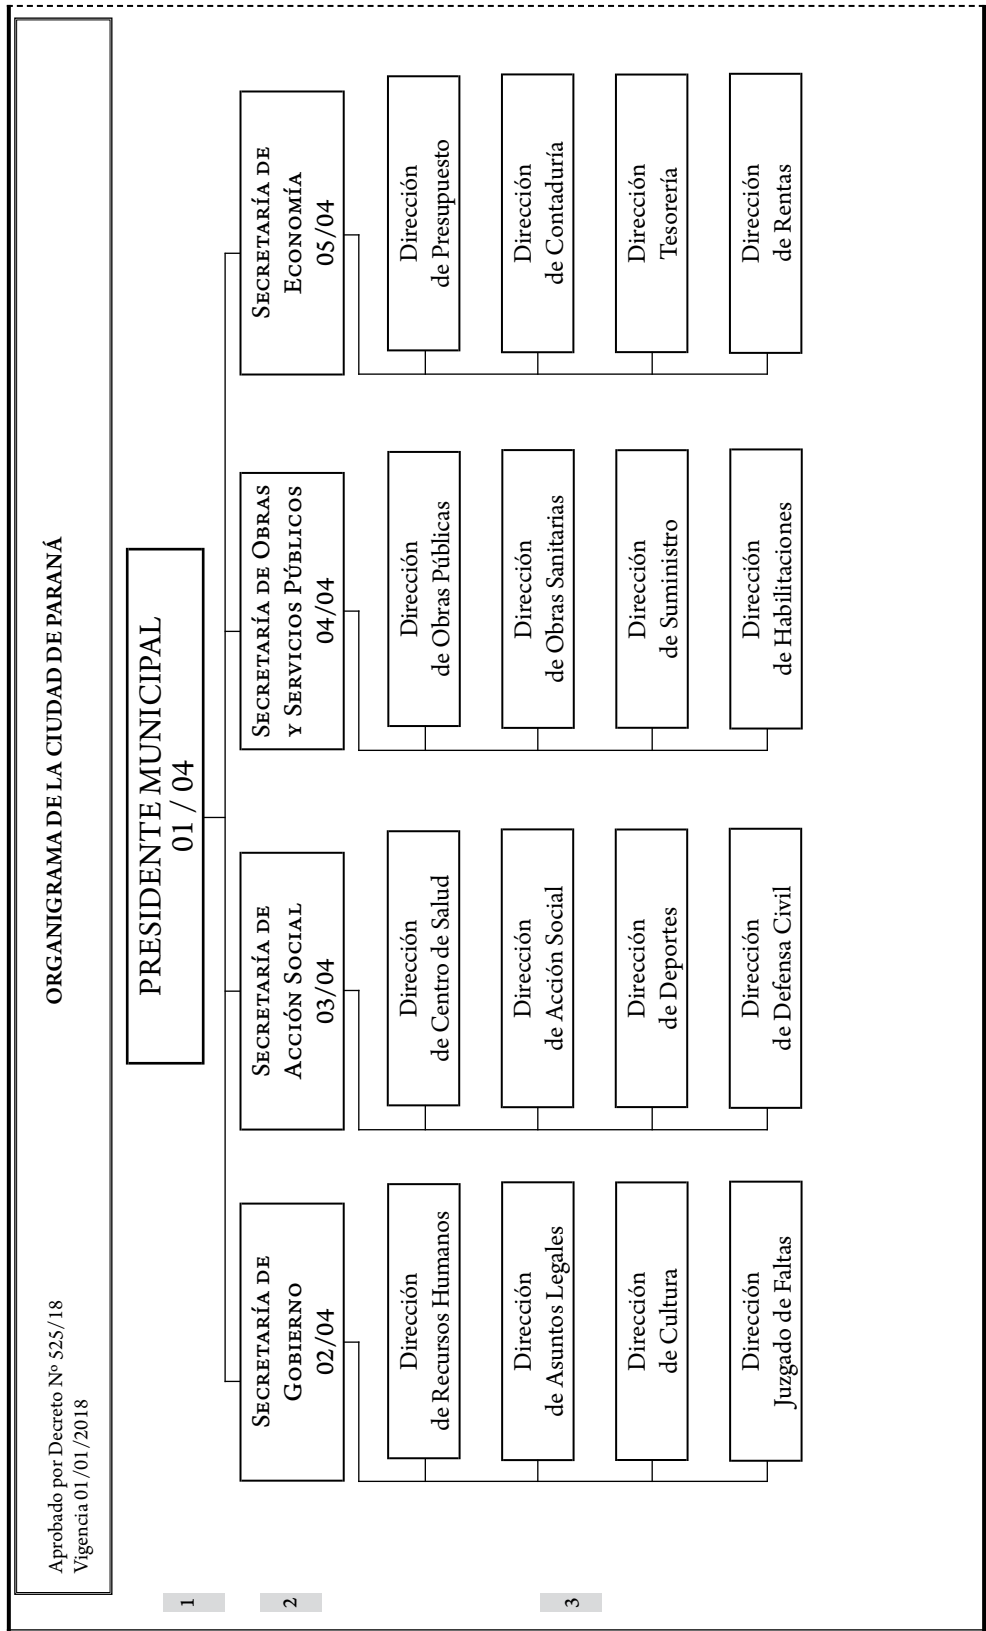 ORGANIGRAMA DE LA CIUDAD DE PARANÁ
Aprobado por Decreto Nº 525/18
Vigencia 01/01/2018
1
PRESIDENTE MUNICIPAL
01 / 04
2
SECRETARÍA DE
GOBIERNO
02/04
SECRETARÍA DE
ACCIÓN SOCIAL
03/04
SECRETARÍA DE OBRAS
Y SERVICIOS PÚBLICOS
04/04
SECRETARÍA DE
ECONOMÍA
05/04
3
Dirección
de Recursos Humanos
Dirección
de Asuntos Legales
Dirección
de Cultura
Dirección
Juzgado de Faltas
Dirección
de Centro de Salud
Dirección
de Acción Social
Dirección
de Deportes
Dirección
de Defensa Civil
Dirección
de Obras Públicas
Dirección
de Obras Sanitarias
Dirección
de Suministro
Dirección
de Habilitaciones
Dirección
de Presupuesto
Dirección
de Contaduría
Dirección
Tesorería
Dirección
de Rentas